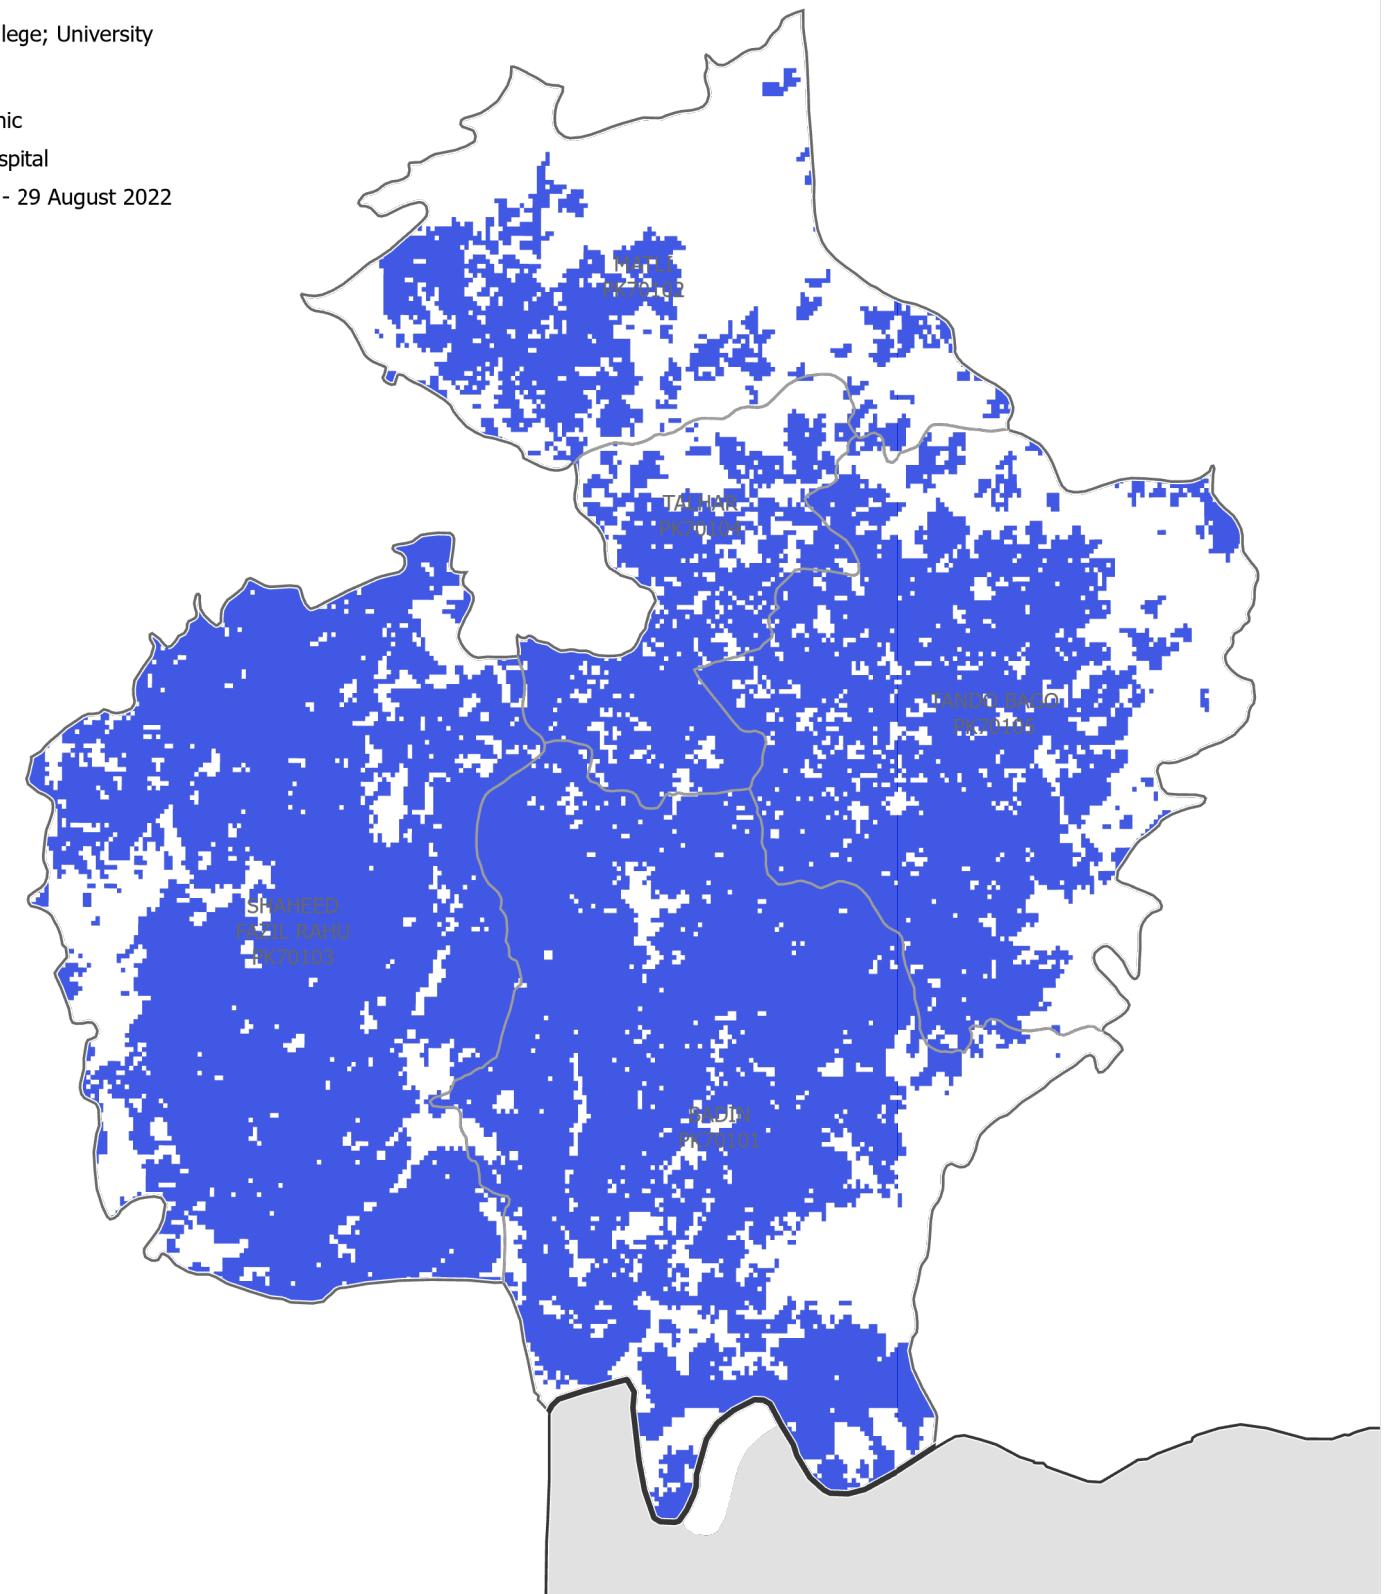 lege; University
nic
spital
- 29 August 2022
MATLI
PK70102
TALHAR
PK70104
TANDO BAGO
PK70105
SHAHEED
FAZIL RAHU
PK70103
BADIN
PK70101